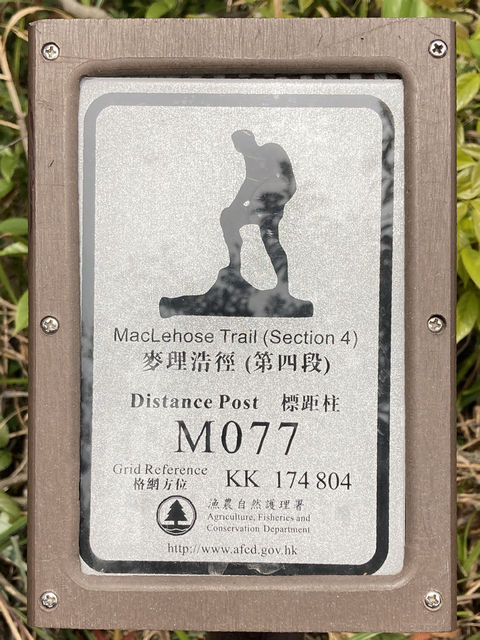 MacLehose Trail (Section 4)
麥理浩徑 (第四段)
Distance Post 標距柱
M077
Grid Reference KK 174 804
格網方位
漁農自然護理署
Agriculture, Fisheries and
Conservation Department
http://www.afcd.gov.hk